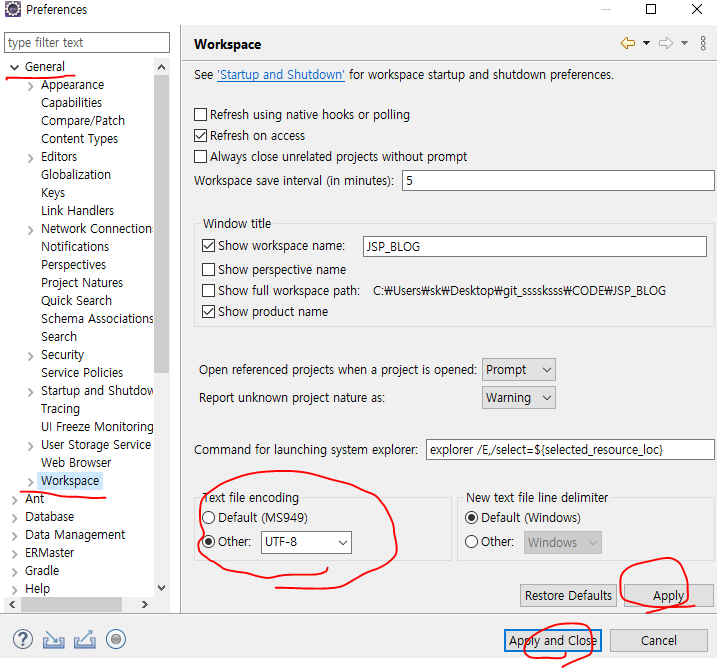 Preferences
type filter text
General
Appearance
Capabilities
Compare/Patch
Content Types
Editors
Globalization
Keys
Link Handlers
Network Connection
Notifications
Perspectives
Project Natures
Quick Search
Schema Associations
Search
Security
Service Policies
Startup and Shutdow
Tracing
UI Freeze Monitoring
User Storage Service
Web Browser
Workspace
Ant
Database
Data Management
ERMaster
Gradle
Help
Workspace
See 'Startup and Shutdown' for workspace startup and shutdown preferences.
Refresh using native hooks or polling
Refresh on access
Always close unrelated projects without prompt
Workspace save interval (in minutes): 5
Window title
Show workspace name: JSP_BLOG
Show perspective name
Show full workspace path: C:₩Users₩sk₩Desktop₩git_sssssksss₩CODE₩JSP_BLOG
Show product name
Open referenced projects when a project is opened: Prompt
Report unknown project nature as: Warning
Command for launching system explorer: explorer /E,/select=${selected_resource_loc}
Text file encoding
Default (MS949)
Other: UTF-8
New text file line delimiter
Default (Windows)
Other: Windows
Restore Defaults Apply
Apply and Close Cancel